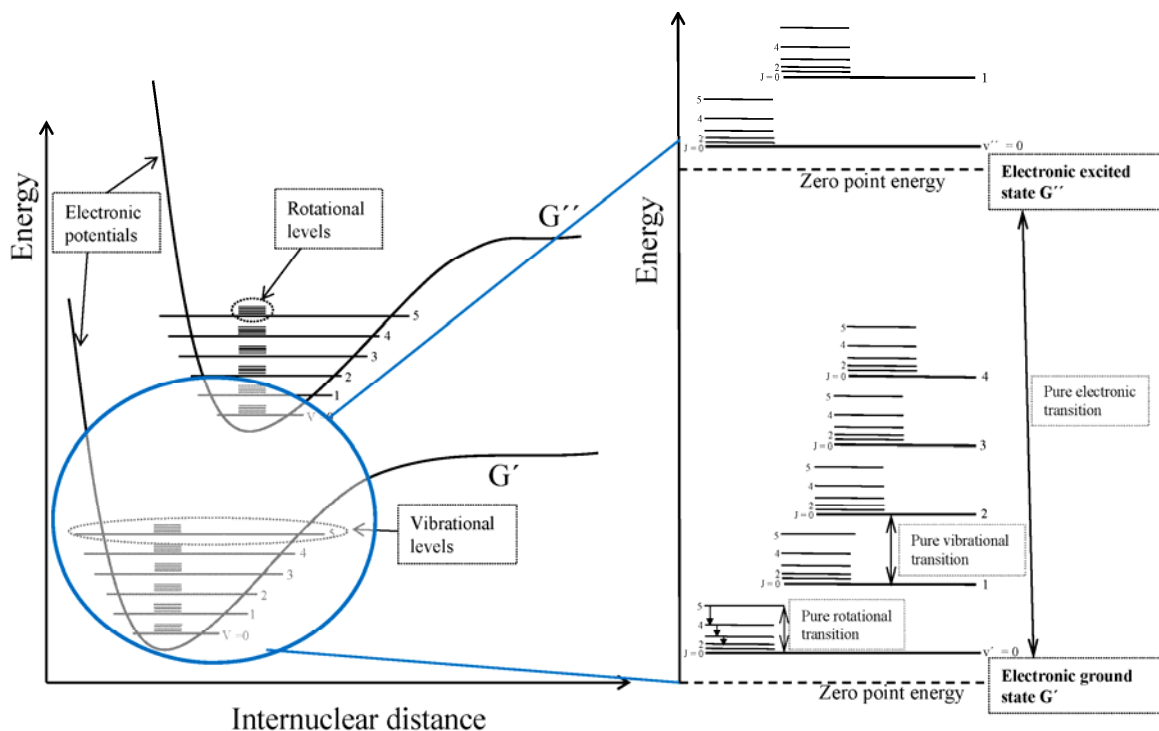 Energy
Electronic
potentials
Rotational
levels
G´´
5
4
3
2
1
V =0
G´
Vibrational
levels
5
4
3
2
1
V =0
Internuclear distance
Energy
4
2
J = 0
1
5
4
2
J = 0
v´´ = 0
Zero point energy
Electronic excited
state G´´
5
4
2
J = 0
4
Pure electronic
transition
5
4
2
J = 0
3
5
4
2
J = 0
2
5
4
2
J = 0
1
Pure vibrational
transition
5
4
2
J = 0
v´ = 0
Pure rotational
transition
Zero point energy
Electronic ground
state G´